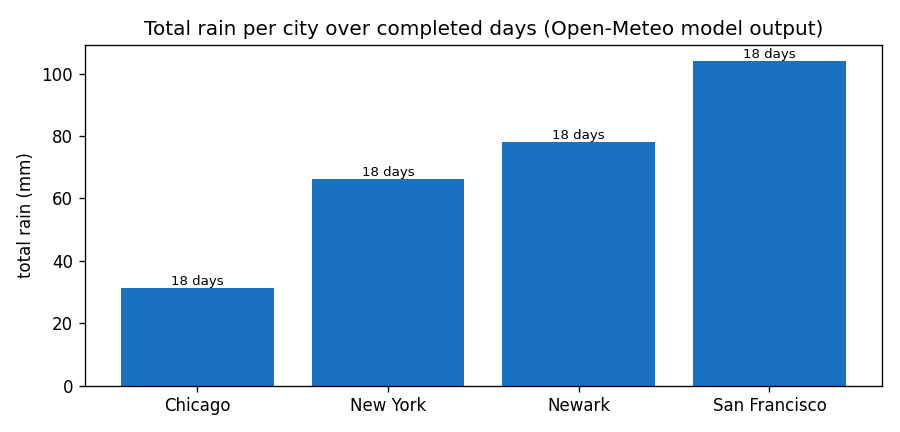 Total rain per city over completed days (Open-Meteo model output)
total rain (mm)
100
80
60
40
20
0
18 days
18 days
18 days
18 days
Chicago
New York
Newark
San Francisco